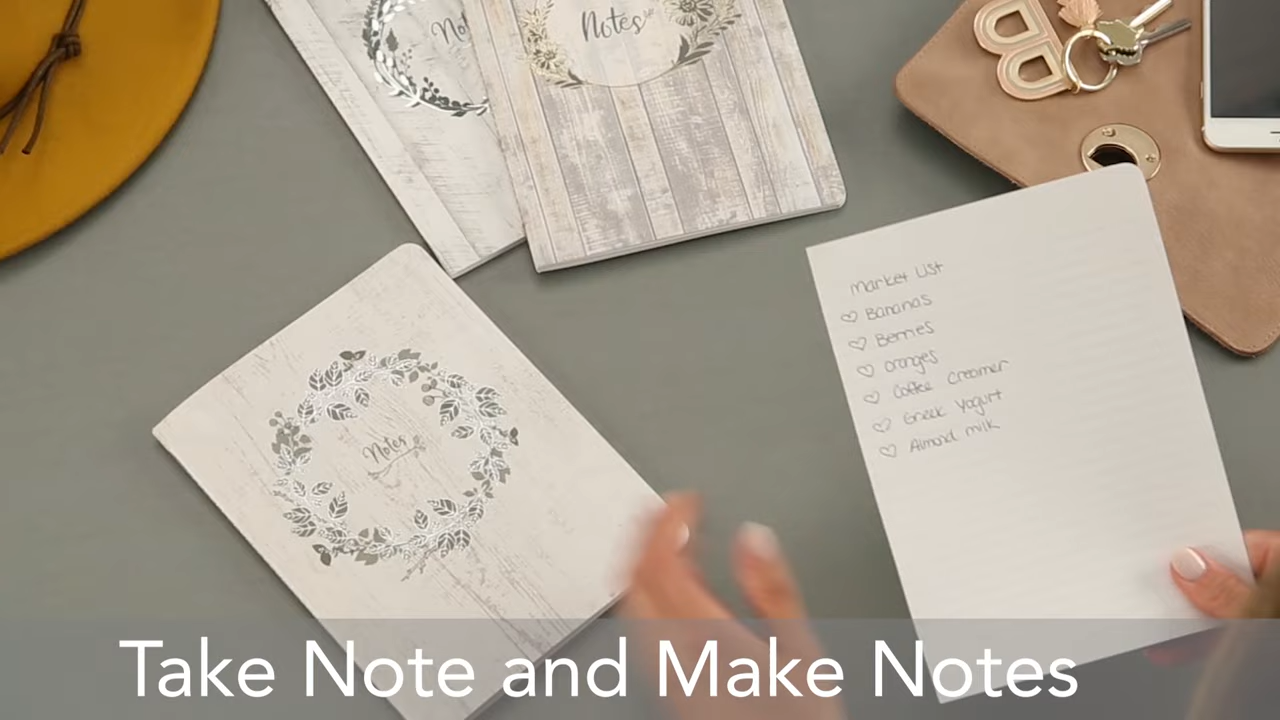 Notes
Notes
market List
Bananas
Berries
oranges
Coffee Creamer
Greek Yogurt
Almond milk
Take Note and Make Notes